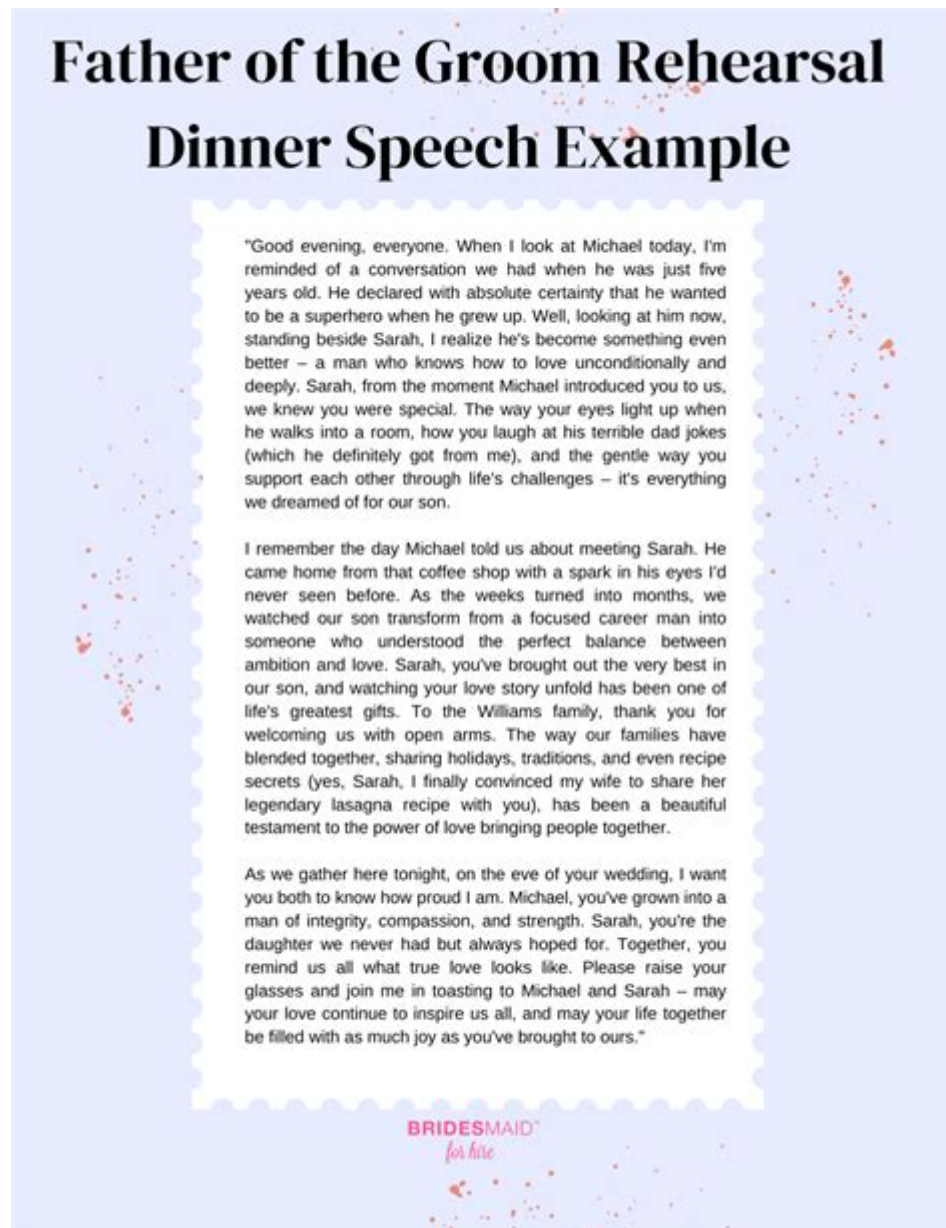 Father of the Groom Rehearsal
Dinner Speech Example
"Good evening, everyone. When I look at Michael today, I'm
reminded of a conversation we had when he was just five
years old. He declared with absolute certainty that he wanted
to be a superhero when he grew up. Well, looking at him now,
standing beside Sarah, I realize he's become something even
better – a man who knows how to love unconditionally and
deeply. Sarah, from the moment Michael introduced you to us,
we knew you were special. The way your eyes light up when
he walks into a room, how you laugh at his terrible dad jokes
(which he definitely got from me), and the gentle way you
support each other through life's challenges – it's everything
we dreamed of for our son.
I remember the day Michael told us about meeting Sarah. He
came home from that coffee shop with a spark in his eyes I'd
never seen before. As the weeks turned into months, we
watched our son transform from a focused career man into
someone who understood the perfect balance between
ambition and love. Sarah, you've brought out the very best in
our son, and watching your love story unfold has been one of
life's greatest gifts. To the Williams family, thank you for
welcoming us with open arms. The way our families have
blended together, sharing holidays, traditions, and even recipe
secrets (yes, Sarah, I finally convinced my wife to share her
legendary lasagna recipe with you), has been a beautiful
testament to the power of love bringing people together.
As we gather here tonight, on the eve of your wedding, I want
you both to know how proud I am. Michael, you've grown into a
man of integrity, compassion, and strength. Sarah, you're the
daughter we never had but always hoped for. Together, you
remind us all what true love looks like. Please raise your
glasses and join me in toasting to Michael and Sarah – may
your love continue to inspire us all, and may your life together
be filled with as much joy as you've brought to ours."
BRIDESMAID™
for hire